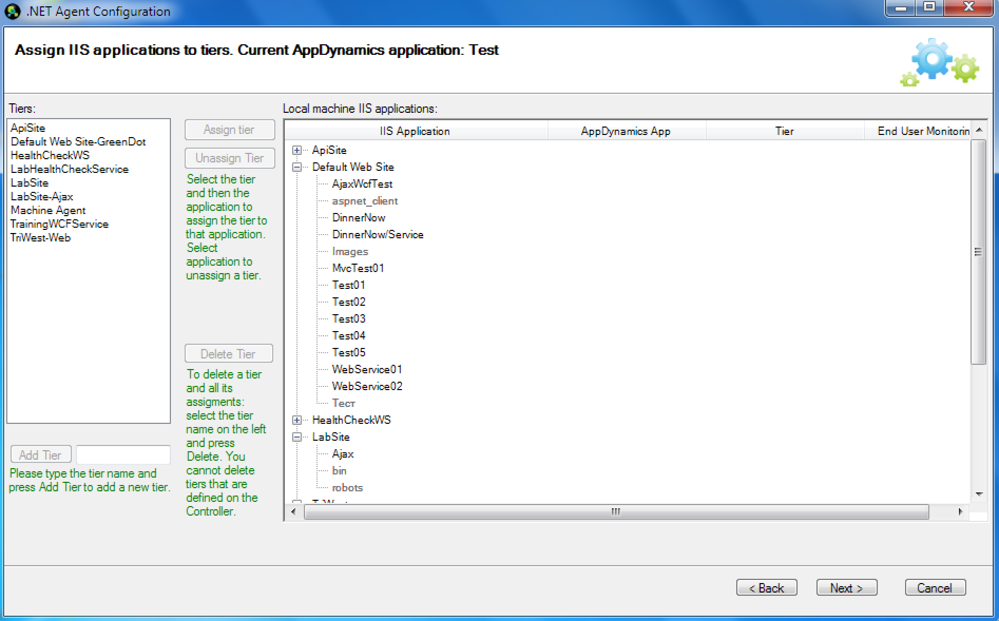 .NET Agent Configuration
Assign IIS applications to tiers. Current AppDynamics application: Test
Tiers:
ApiSite
Default Web Site-GreenDot
HealthCheckWS
LabHealthCheckService
LabSite
LabSite-Ajax
Machine Agent
TrainingWCFService
TriWest-Web
Add Tier
Please type the tier name and
press Add Tier to add a new tier.
Assign tier
Unassign Tier
Select the tier
and then the
application to
assign the tier to
that application.
Select
application to
unassign a tier.
Delete Tier
To delete a tier
and all its
assigments:
select the tier
name on the left
and press
Delete. You
cannot delete
tiers that are
defined on the
Controller.
Local machine IIS applications:
IIS Application AppDynamics App Tier End User Monitorin
ApiSite
Default Web Site
AjaxWcfTest
aspnet_client
DinnerNow
DinnerNow/Service
Images
MvcTest01
Test01
Test02
Test03
Test04
Test05
WebService01
WebService02
Тест
HealthCheckWS
LabSite
Ajax
bin
robots
< Back Next > Cancel